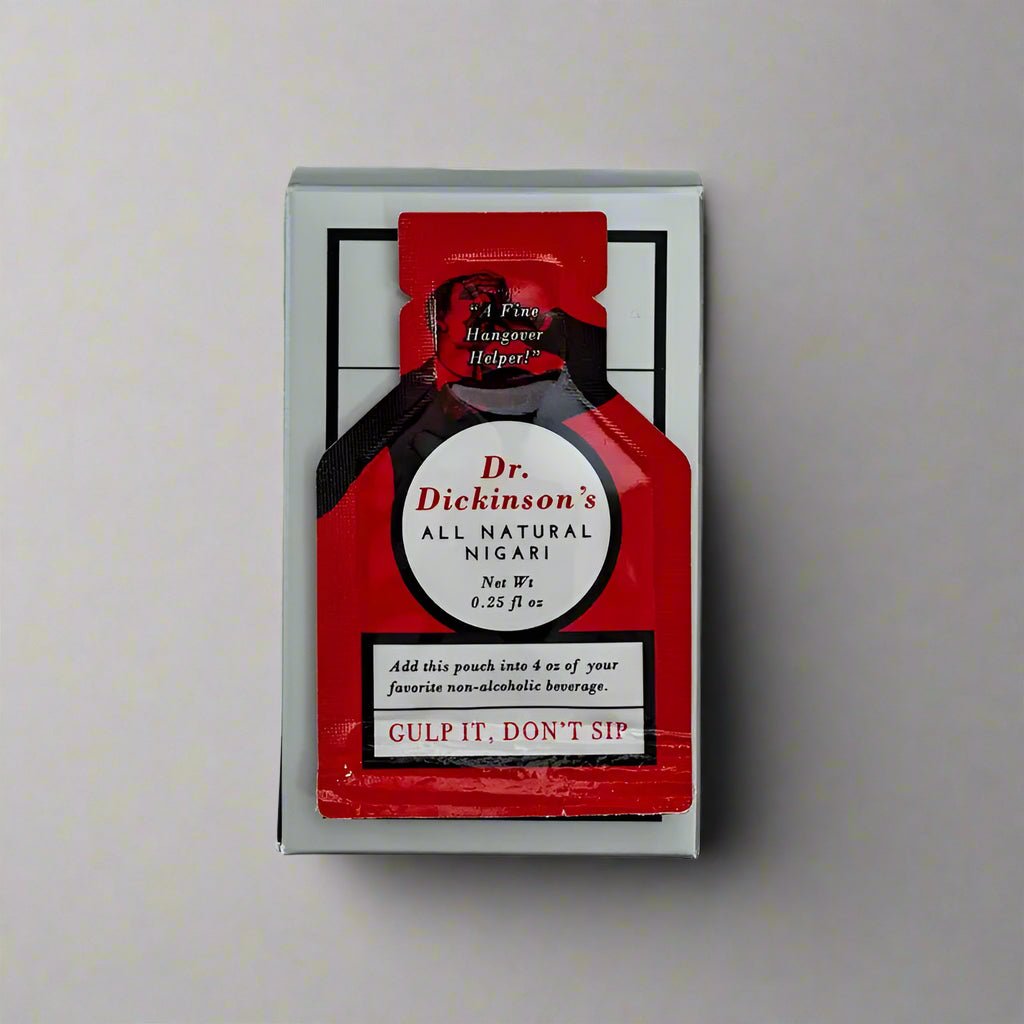 “A Fine
Hangover
Helper!”
Dr.
Dickinson’s
ALL NATURAL
NIGARI
Net Wt
0.25 fl oz
Add this pouch into 4 oz of your
favorite non-alcoholic beverage.
GULP IT, DON’T SIP